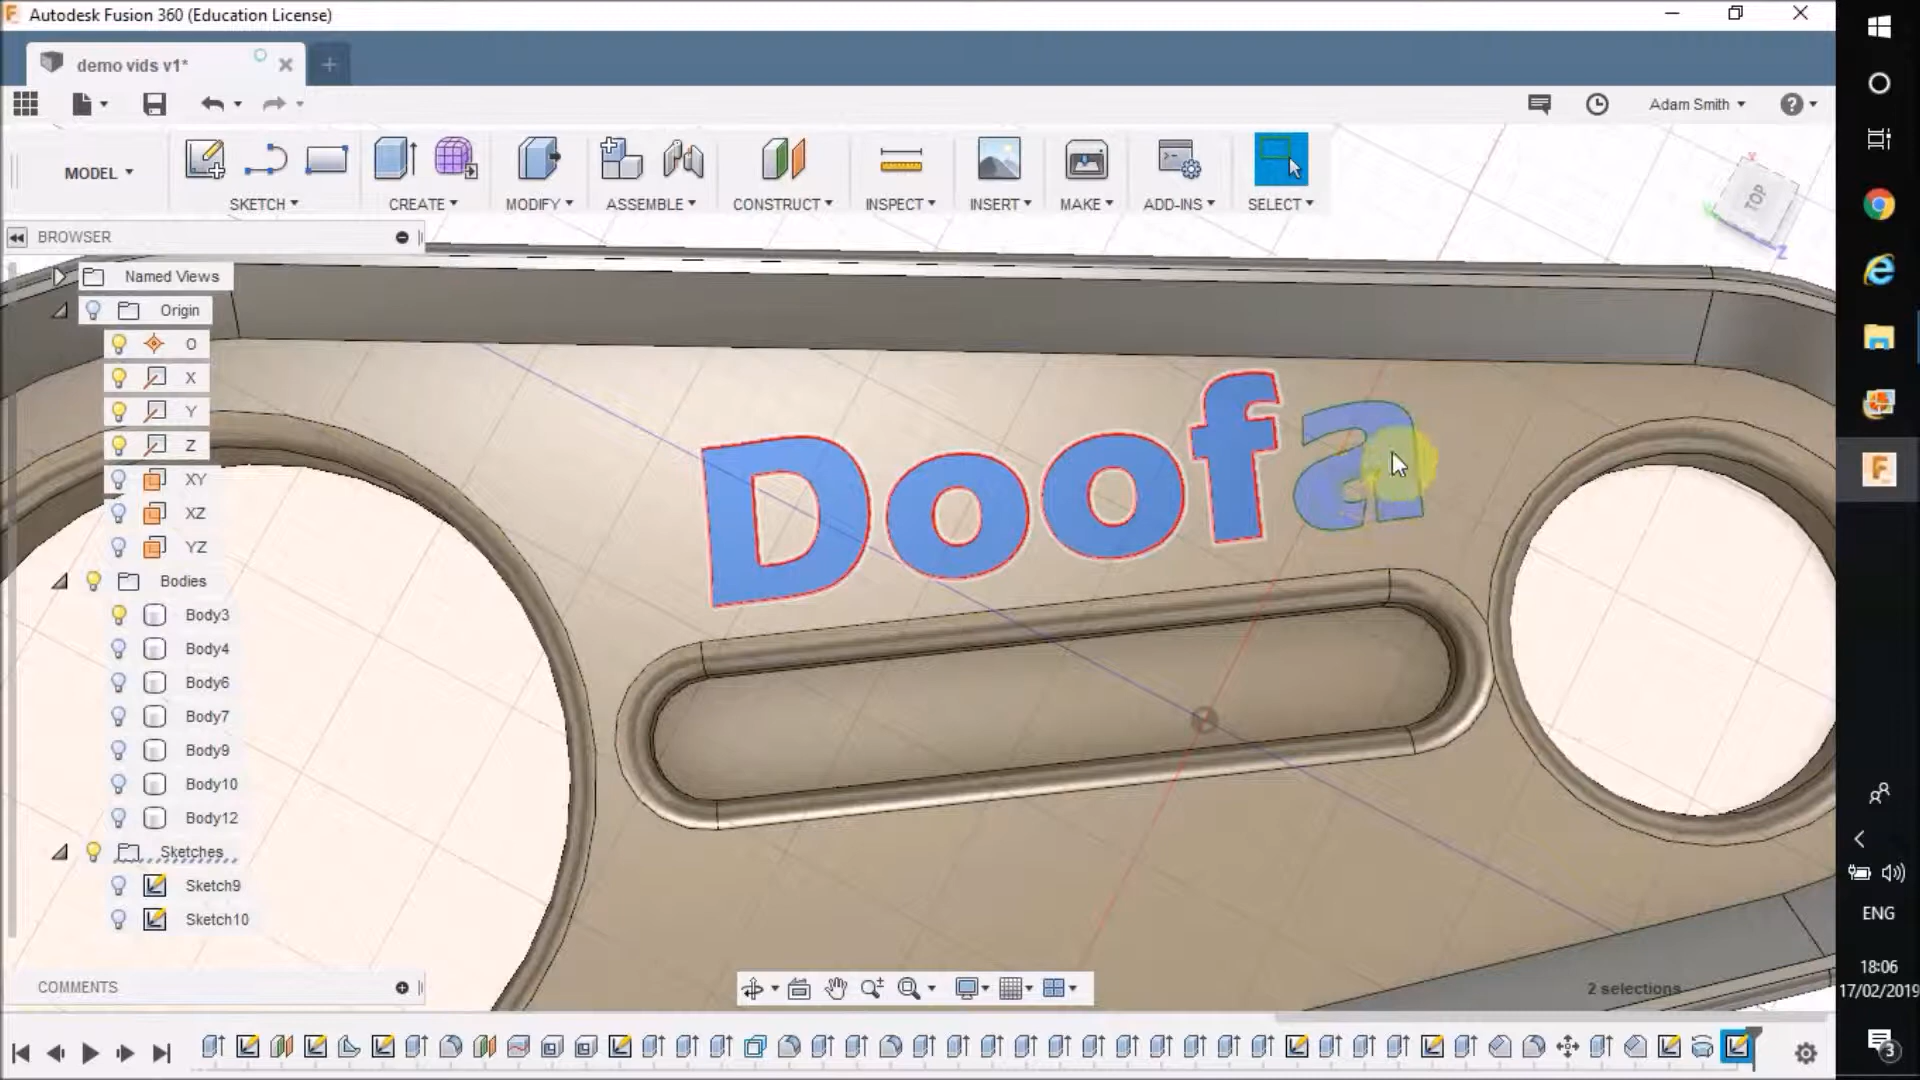 Autodesk Fusion 360 (Education License)
demo vids v1*
Adam Smith
MODEL
SKETCH
CREATE
MODIFY
ASSEMBLE
CONSTRUCT
INSPECT
INSERT
MAKE
ADD-INS
SELECT
TOP
X
Z
BROWSER
Named Views
Origin
O
X
Y
Z
XY
XZ
YZ
Bodies
Body3
Body4
Body6
Body7
Body9
Body10
Body12
Sketches
Sketch9
Sketch10
Doofa
COMMENTS
2 selections
ENG
18:06
17/02/2019
3